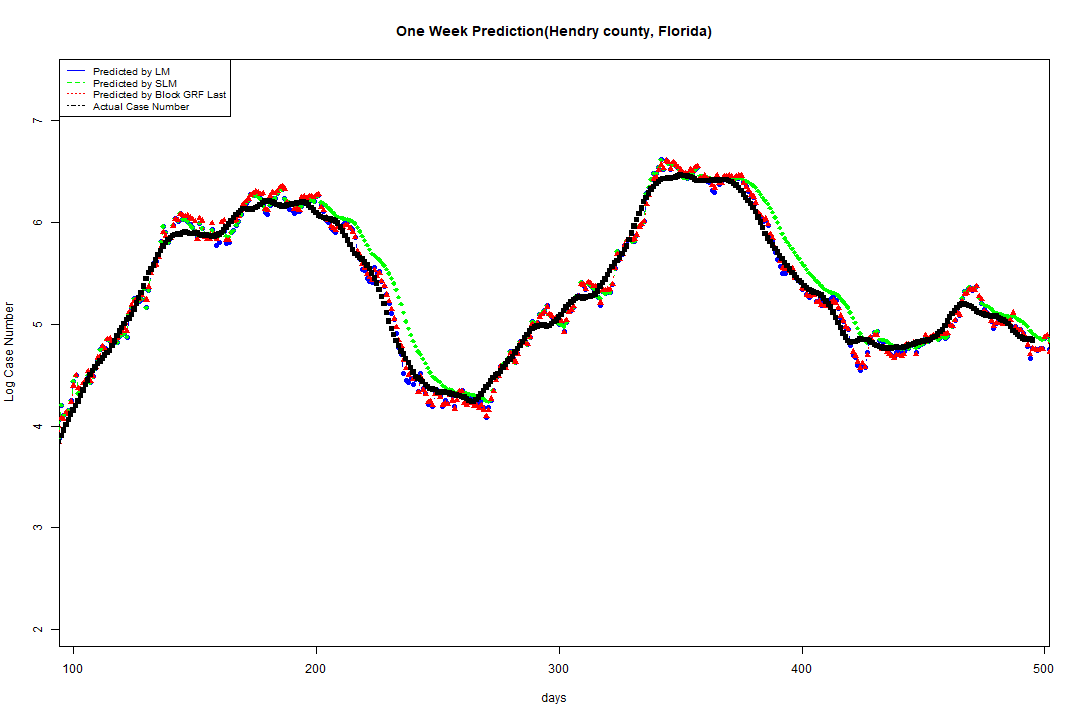 One Week Prediction(Hendry county, Florida)
Predicted by LM
Predicted by SLM
Predicted by Block GRF Last
Actual Case Number
7
6
5
4
3
2
Log Case Number
100 200 300 400 500
days